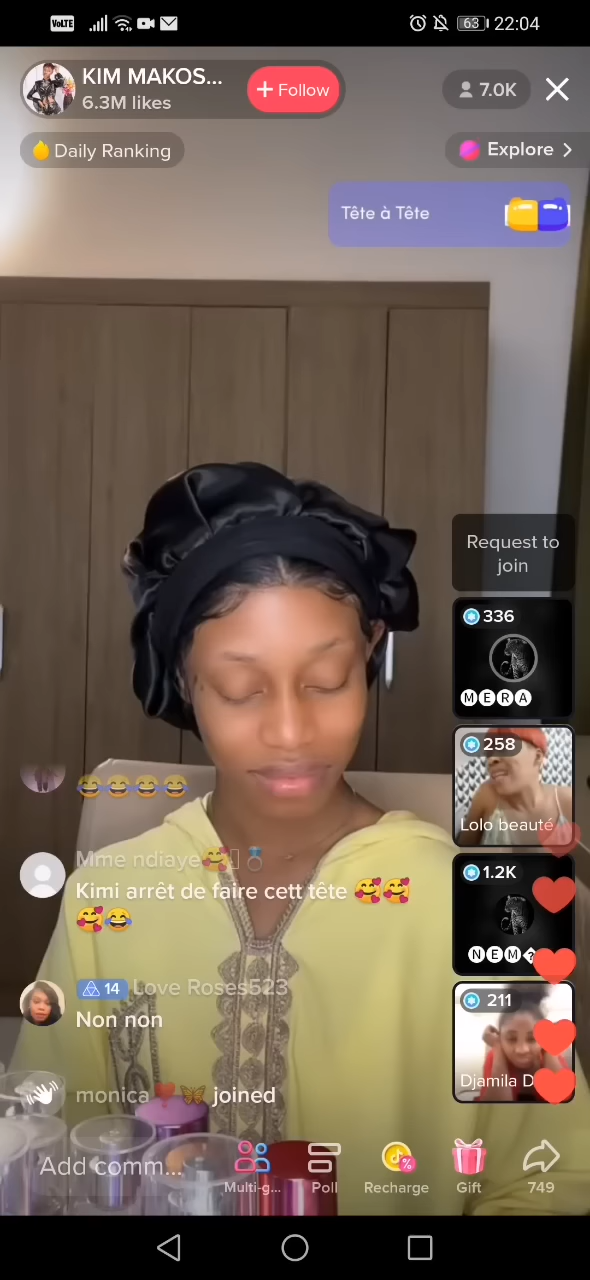 VoLTE
63
22:04
KIM MAKOS...
6.3M likes
+ Follow
7.0K
Daily Ranking
Explore >
Tête à Tête
Request to
join
336
MERA
258
Lolo beauté
😂😂😂😂
Mme ndiaye🥰 💍
Kimi arrêt de faire cett tête 🥰🥰
🥰😂
1.2K
NEM
14 Love Roses523
Non non
211
Djamila D
monica ❤️ 🦋 joined
Add comm...
Multi-g...
Poll
Recharge
Gift
749